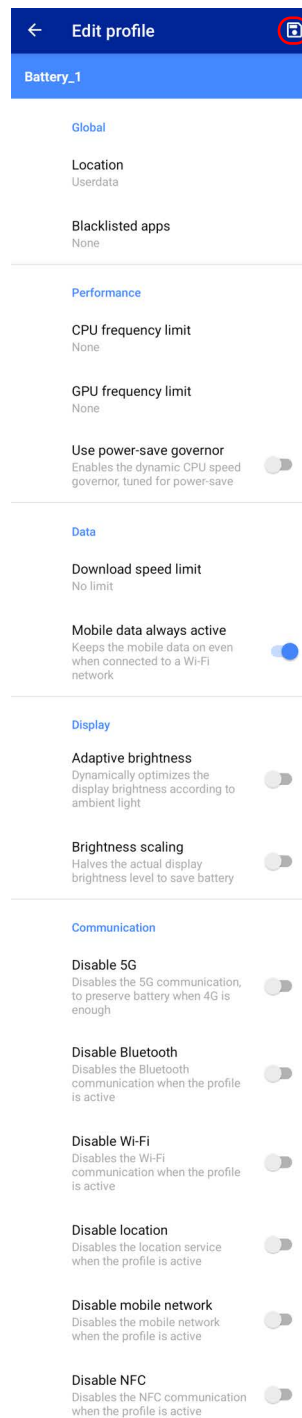 Edit profile
Battery_1
Global
Location
Userdata
Blacklisted apps
None
Performance
CPU frequency limit
None
GPU frequency limit
None
Use power-save governor
Enables the dynamic CPU speed
governor, tuned for power-save
Data
Download speed limit
No limit
Mobile data always active
Keeps the mobile data on even
when connected to a Wi-Fi
network
Display
Adaptive brightness
Dynamically optimizes the
display brightness according to
ambient light
Brightness scaling
Halves the actual display
brightness level to save battery
Communication
Disable 5G
Disables the 5G communication,
to preserve battery when 4G is
enough
Disable Bluetooth
Disables the Bluetooth
communication when the profile
is active
Disable Wi-Fi
Disables the Wi-Fi
communication when the profile
is active
Disable location
Disables the location service
when the profile is active
Disable mobile network
Disables the mobile network
when the profile is active
Disable NFC
Disables the NFC communication
when the profile is active